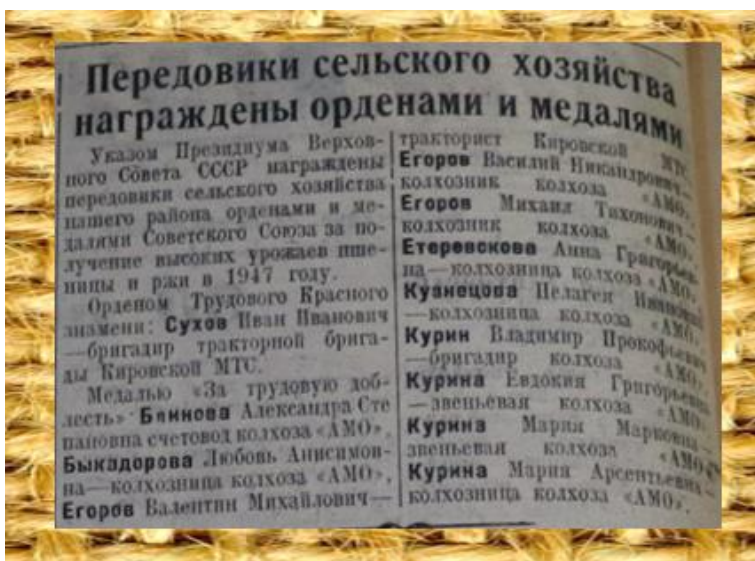 Передовики сельского хозяйства
награждены орденами и медалями
Указом Президиума Верхов-
ного Совета СССР награждены
передовики сельского хозяйства
нашего района орденами и ме-
далями Советского Союза за по-
лучение высоких урожаев пше-
ницы и ржи в 1947 году.
Орденом Трудового Красного
знамени: Сухов Иван Иванович
—бригадир тракторной брига-
ды Кировской МТС.
Медалью «За трудовую доб-
лесть» Блинова Александра Сте
пановна счетовод колхоза «АМО»,
Быкадорова Любовь Анисимов-
на—колхозница колхоза «АМО»,
Егоров Валентин Михайлович—
тракторист Кировской МТС.
Егоров Василий Никандрович—
колхозник колхоза «АМО»,
Егоров Михаил Тихонович—
колхозник колхоза «АМО»,
Етеревскова Анна Григорьев-
на—колхозница колхоза «АМО»,
Кузнецова Пелагея
—колхозница колхоза «АМО»,
Курин Владимир Прокофьевич
—бригадир колхоза «АМО»,
Курина Евдокия Григорьевна
—звеньевая колхоза «АМО»,
Курина Мария Марковна—
звеньевая колхоза «АМО»,
Курина Мария Арсентьевна—
колхозница колхоза «АМО»,